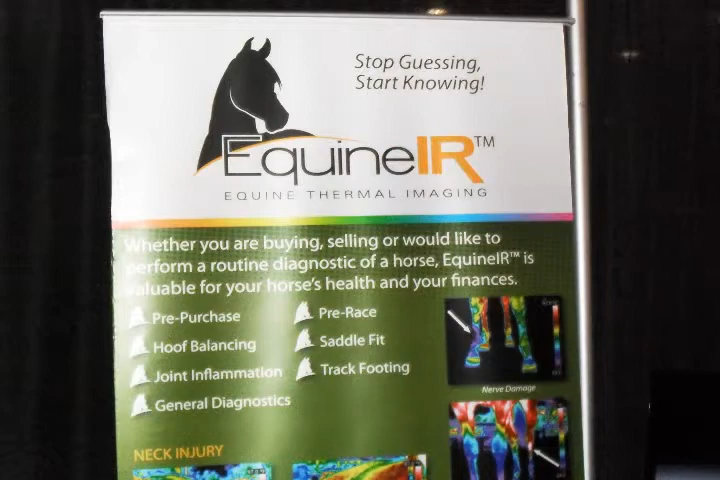 Stop Guessing,
Start Knowing!
EquineIR™
EQUINE THERMAL IMAGING
Whether you are buying, selling or would like to
perform a routine diagnostic of a horse, EquineIR™ is
valuable for your horse's health and your finances.
Pre-Purchase
Pre-Race
Hoof Balancing
Saddle Fit
Joint Inflammation
Track Footing
General Diagnostics
Nerve Damage
NECK INJURY